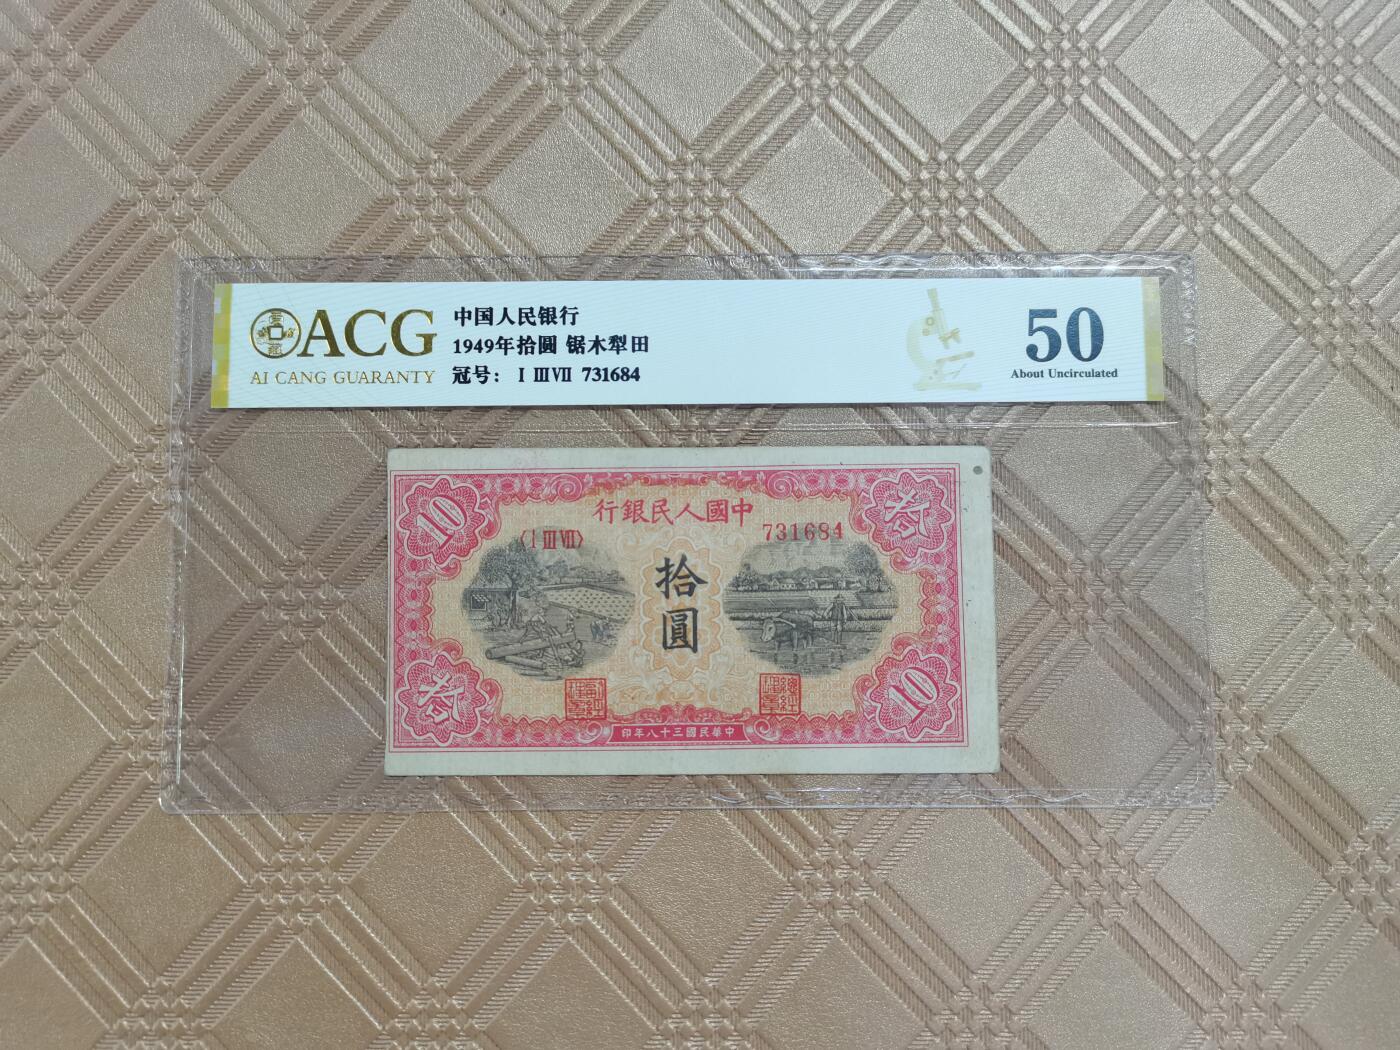 ACG
AI CANG GUARANTY
中国人民银行
1949年拾圆 锯木犁田
冠号: I III VII 731684
50
About Uncirculated
行銀民人國中
10
拾
〈I III VII〉
731684
拾
圓
10
印年八十三國民華中